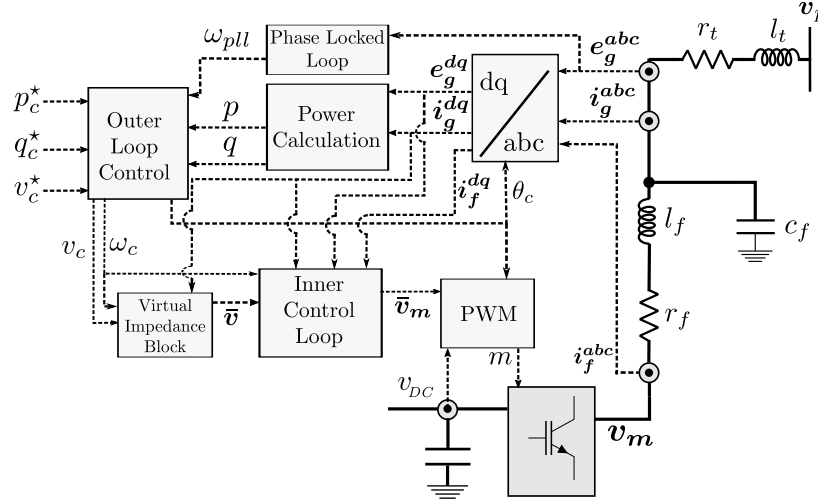 ω_pll
Phase Locked
Loop
e_g^abc
r_t
l_t
e_g^dq
dq
i_g^abc
p_c^⋆
Outer
Loop
Control
p
Power
Calculation
i_g^dq
q_c^⋆
q
abc
v_c^⋆
i_f^dq
θ_c
v_c
ω_c
l_f
c_f
Virtual
Impedance
Block
v̄
Inner
Control
Loop
v̄_m
PWM
r_f
m
i_f^abc
v_DC
v_m